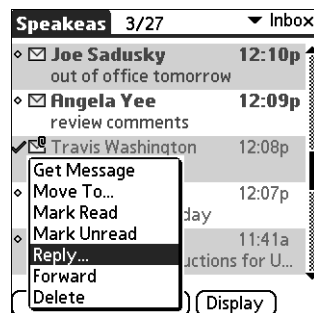 Speakeas 3/27 Inbox
Joe Sadusky 12:10p
out of office tomorrow
Angela Yee 12:09p
review comments
Travis Washington 12:08p
Get Message
Move To... 12:07p
Mark Read day
Mark Unread 11:41a
Reply... uctions for U...
Forward
Delete Display